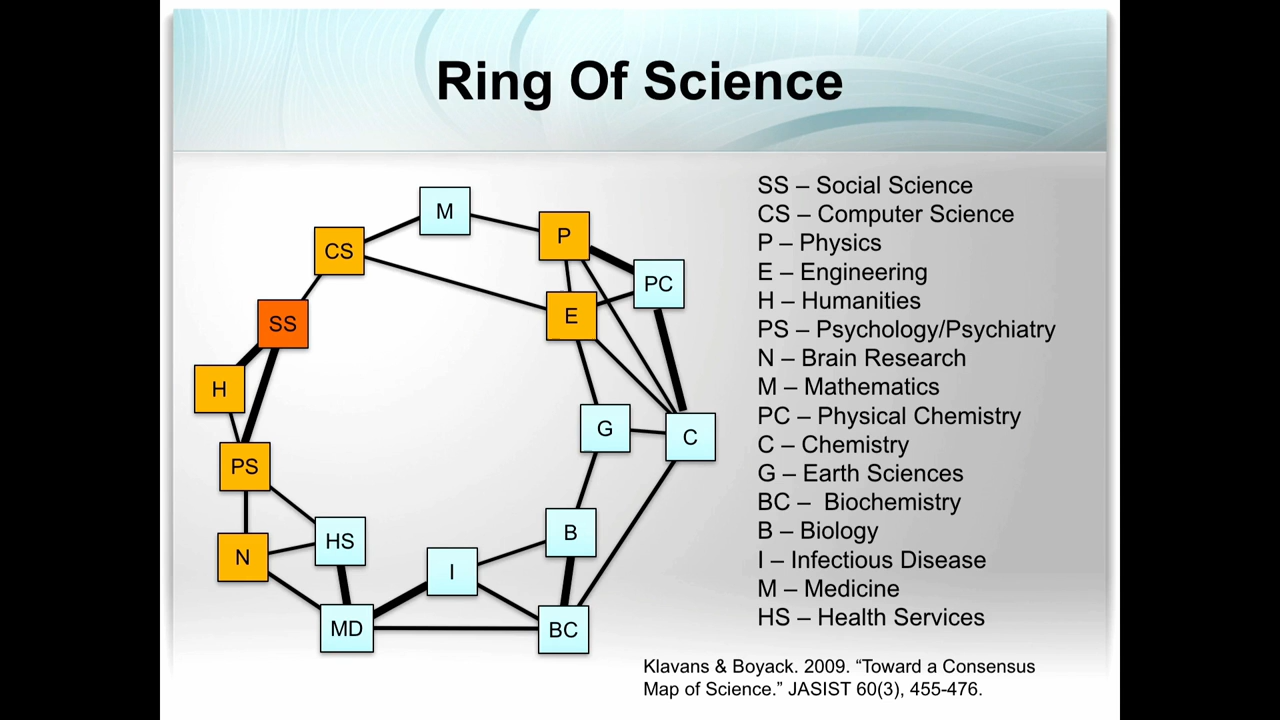 Ring Of Science
M
P
CS
PC
SS
E
H
G
C
PS
HS
B
N
I
MD
BC
SS – Social Science
CS – Computer Science
P – Physics
E – Engineering
H – Humanities
PS – Psychology/Psychiatry
N – Brain Research
M – Mathematics
PC – Physical Chemistry
C – Chemistry
G – Earth Sciences
BC –  Biochemistry
B – Biology
I – Infectious Disease
M – Medicine
HS – Health Services
Klavans & Boyack. 2009. “Toward a Consensus
Map of Science.” JASIST 60(3), 455-476.